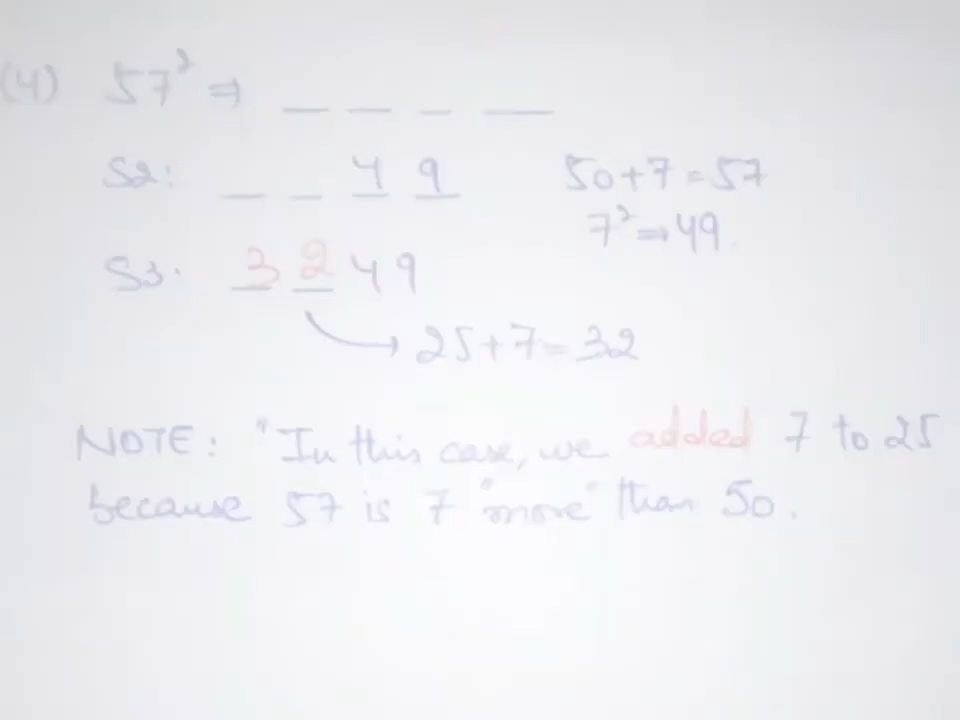 (4) 57² ⇒ _ _ _ _
S2: _ _ 4 9 50+7=57
7² ⇒ 49.
S3. 3 2 4 9
25+7=32
NOTE: "In this case, we added 7 to 25
because 57 is 7 "more" than 50.